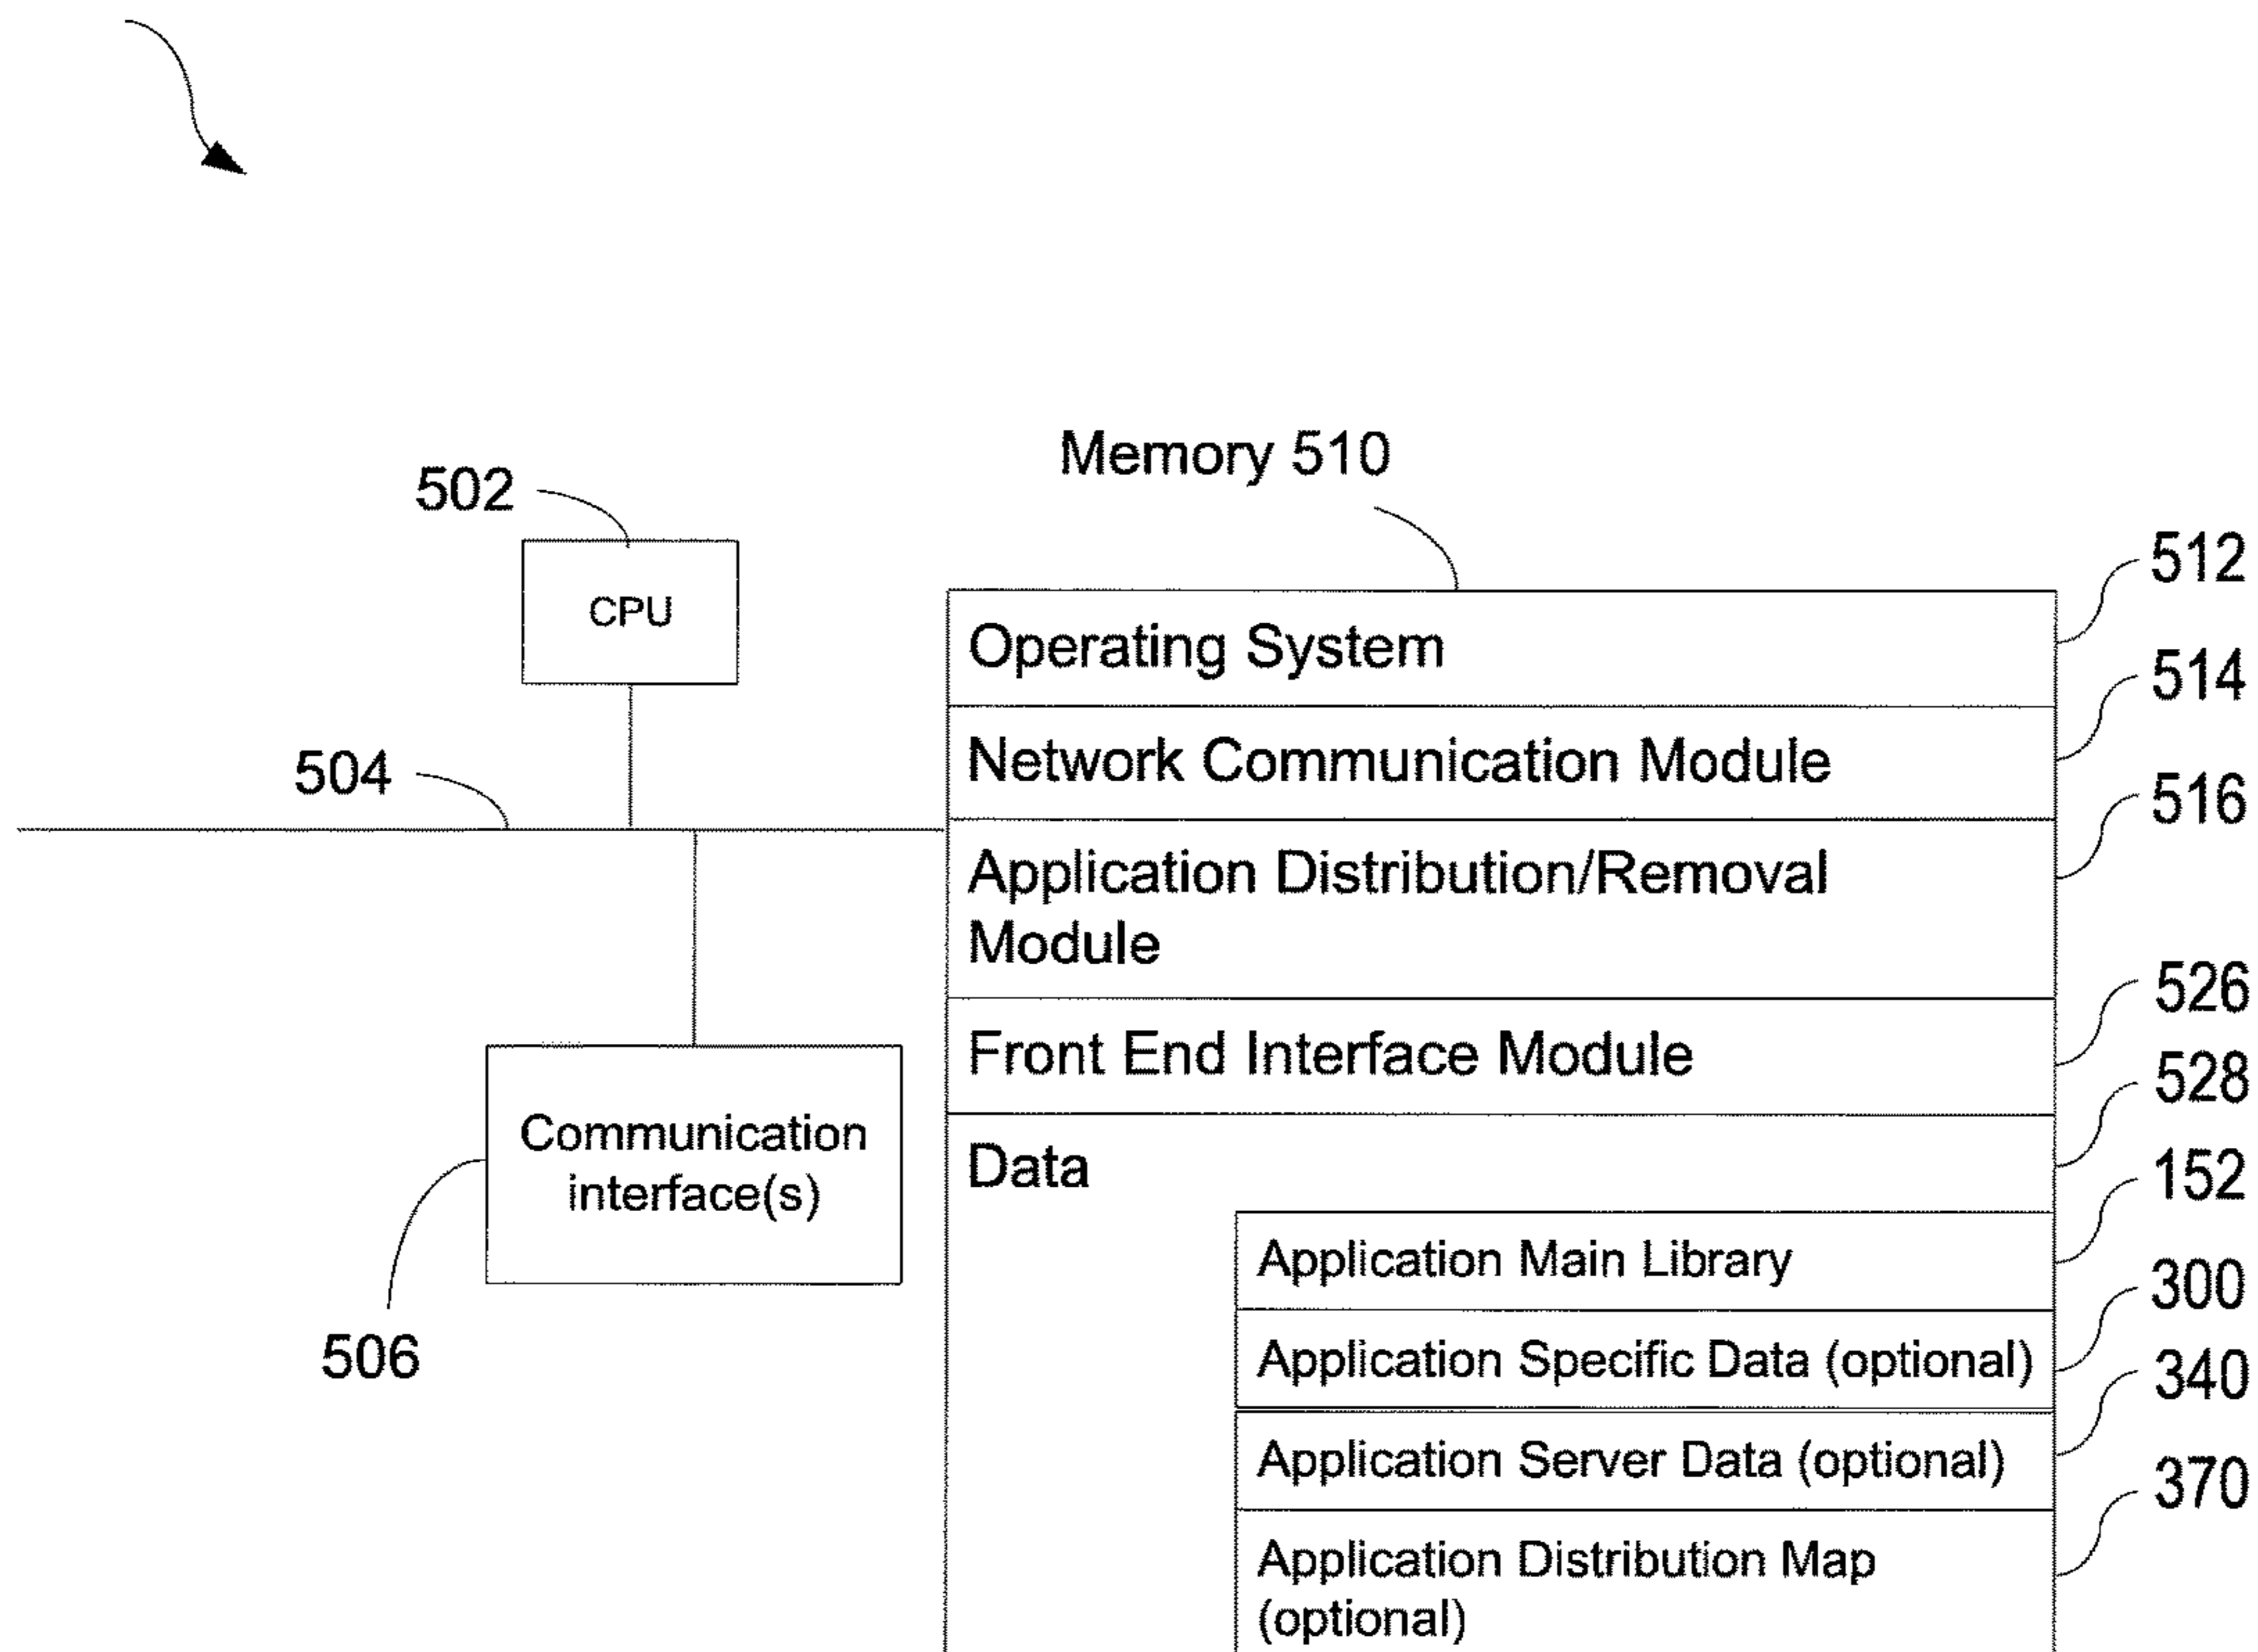 Memory 510
502
CPU
512
Operating System
514
Network Communication Module
504
516
Application Distribution/Removal
Module
526
Front End Interface Module
528
Communication
interface(s)
506
Data
152
Application Main Library
300
Application Specific Data (optional)
340
Application Server Data (optional)
370
Application Distribution Map
(optional)